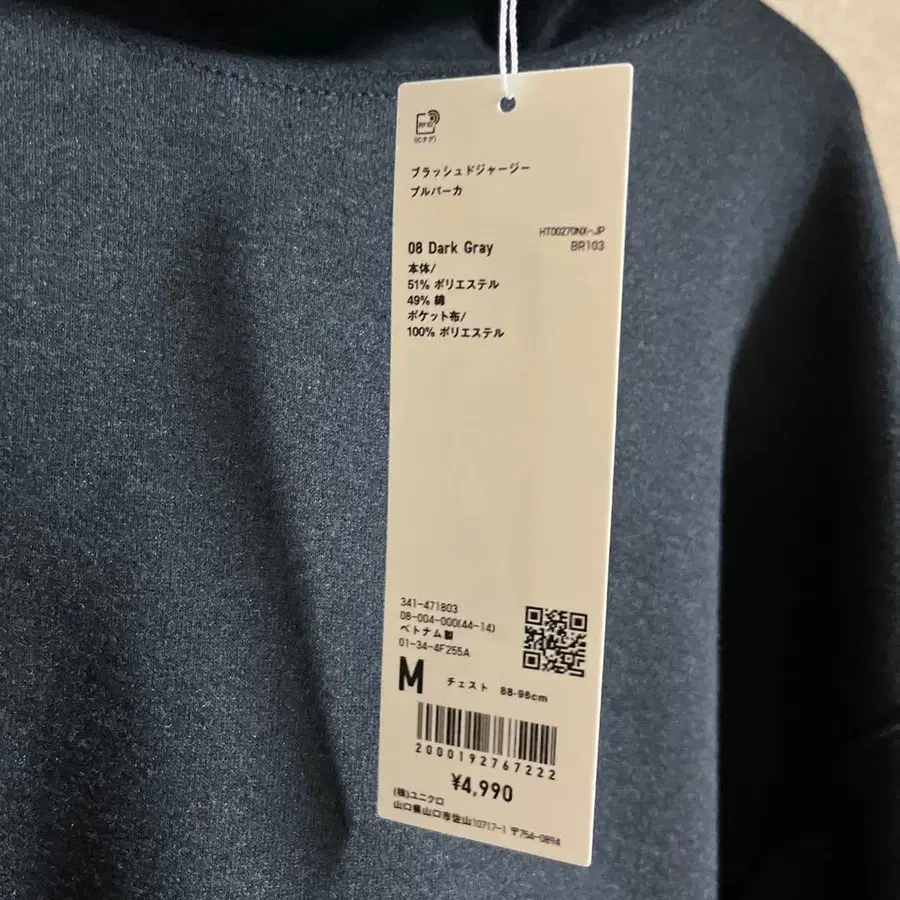 RFID
(ICタグ)
ブラッシュドジャージー
プルパーカ
HT00270NX-JP
08 Dark Gray
BR103
本体/
51% ポリエステル
49% 綿
ポケット布/
100% ポリエステル
341-471803
08-004-000(44-14)
ベトナム製
01-34-4F255A
M チェスト 88-96cm
2000192767222
¥4,990
(株)ユニクロ
山口県山口市佐山10717-1 〒754-0894